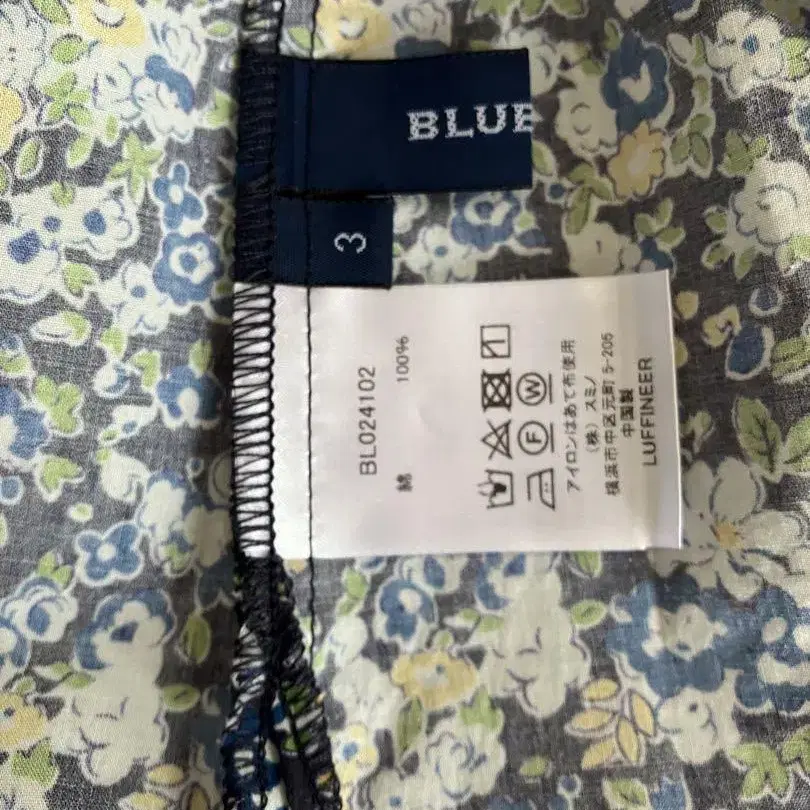 BLUE
3
BL024102
綿 100%
F W
アイロンはあて布使用
(株) スミノ
横浜市中区元町 5-205
中国製
LUFFINEER